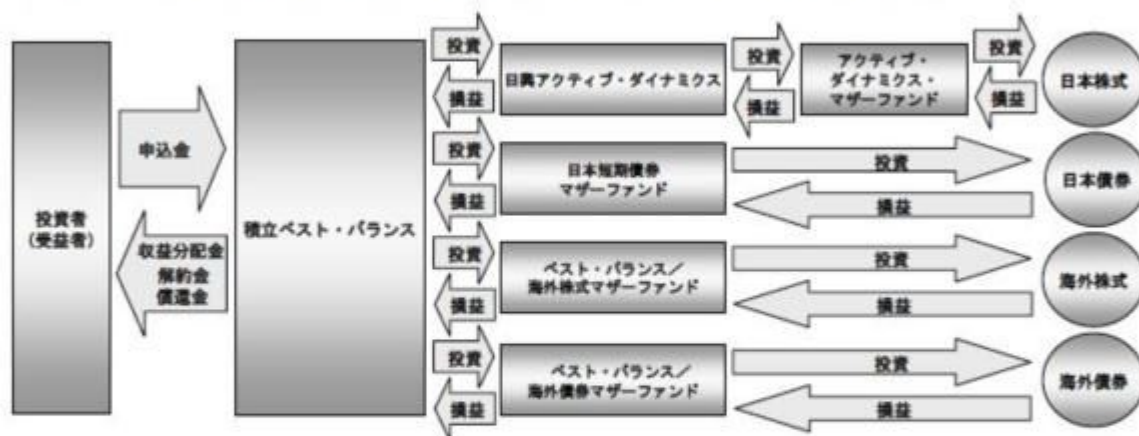 投資者
(受益者)
申込金
収益分配金
解約金
償還金
積立ベスト・バランス
投資
損益
日興アクティブ・ダイナミクス
投資
損益
アクティブ・
ダイナミクス・
マザーファンド
投資
損益
日本株式
投資
損益
日本短期債券
マザーファンド
投資
損益
日本債券
投資
損益
ベスト・バランス/
海外株式マザーファンド
投資
損益
海外株式
投資
損益
ベスト・バランス/
海外債券マザーファンド
投資
損益
海外債券